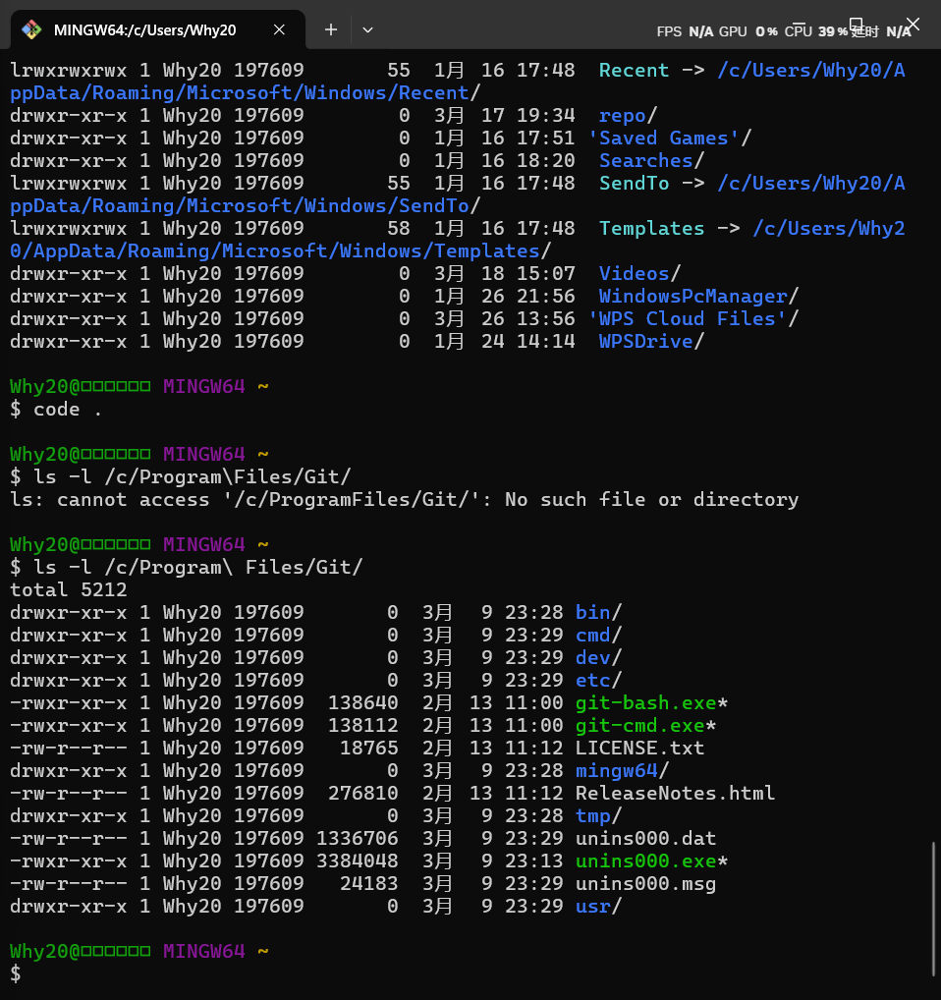 MINGW64:/c/Users/Why20
FPS N/A GPU 0% CPU 39% 延时 N/A
lrwxrwxrwx 1 Why20 197609       55  1月 16 17:48  Recent -> /c/Users/Why20/A
ppData/Roaming/Microsoft/Windows/Recent/
drwxr-xr-x 1 Why20 197609        0  3月 17 19:34  repo/
drwxr-xr-x 1 Why20 197609        0  1月 16 17:51 'Saved Games'/
drwxr-xr-x 1 Why20 197609        0  1月 16 18:20  Searches/
lrwxrwxrwx 1 Why20 197609       55  1月 16 17:48  SendTo -> /c/Users/Why20/A
ppData/Roaming/Microsoft/Windows/SendTo/
lrwxrwxrwx 1 Why20 197609       58  1月 16 17:48  Templates -> /c/Users/Why2
0/AppData/Roaming/Microsoft/Windows/Templates/
drwxr-xr-x 1 Why20 197609        0  3月 18 15:07  Videos/
drwxr-xr-x 1 Why20 197609        0  1月 26 21:56  WindowsPcManager/
drwxr-xr-x 1 Why20 197609        0  3月 26 13:56 'WPS Cloud Files'/
drwxr-xr-x 1 Why20 197609        0  1月 24 14:14  WPSDrive/
Why20@□□□□□□ MINGW64 ~
$ code .
Why20@□□□□□□ MINGW64 ~
$ ls -l /c/Program\Files/Git/
ls: cannot access '/c/ProgramFiles/Git/': No such file or directory
Why20@□□□□□□ MINGW64 ~
$ ls -l /c/Program\ Files/Git/
total 5212
drwxr-xr-x 1 Why20 197609       0  3月  9 23:28 bin/
drwxr-xr-x 1 Why20 197609       0  3月  9 23:29 cmd/
drwxr-xr-x 1 Why20 197609       0  3月  9 23:29 dev/
drwxr-xr-x 1 Why20 197609       0  3月  9 23:29 etc/
-rwxr-xr-x 1 Why20 197609  138640  2月 13 11:00 git-bash.exe*
-rwxr-xr-x 1 Why20 197609  138112  2月 13 11:00 git-cmd.exe*
-rw-r--r-- 1 Why20 197609   18765  2月 13 11:12 LICENSE.txt
drwxr-xr-x 1 Why20 197609       0  3月  9 23:28 mingw64/
-rw-r--r-- 1 Why20 197609  276810  2月 13 11:12 ReleaseNotes.html
drwxr-xr-x 1 Why20 197609       0  3月  9 23:28 tmp/
-rw-r--r-- 1 Why20 197609 1336706  3月  9 23:29 unins000.dat
-rwxr-xr-x 1 Why20 197609 3384048  3月  9 23:13 unins000.exe*
-rw-r--r-- 1 Why20 197609   24183  3月  9 23:29 unins000.msg
drwxr-xr-x 1 Why20 197609       0  3月  9 23:29 usr/
Why20@□□□□□□ MINGW64 ~
$